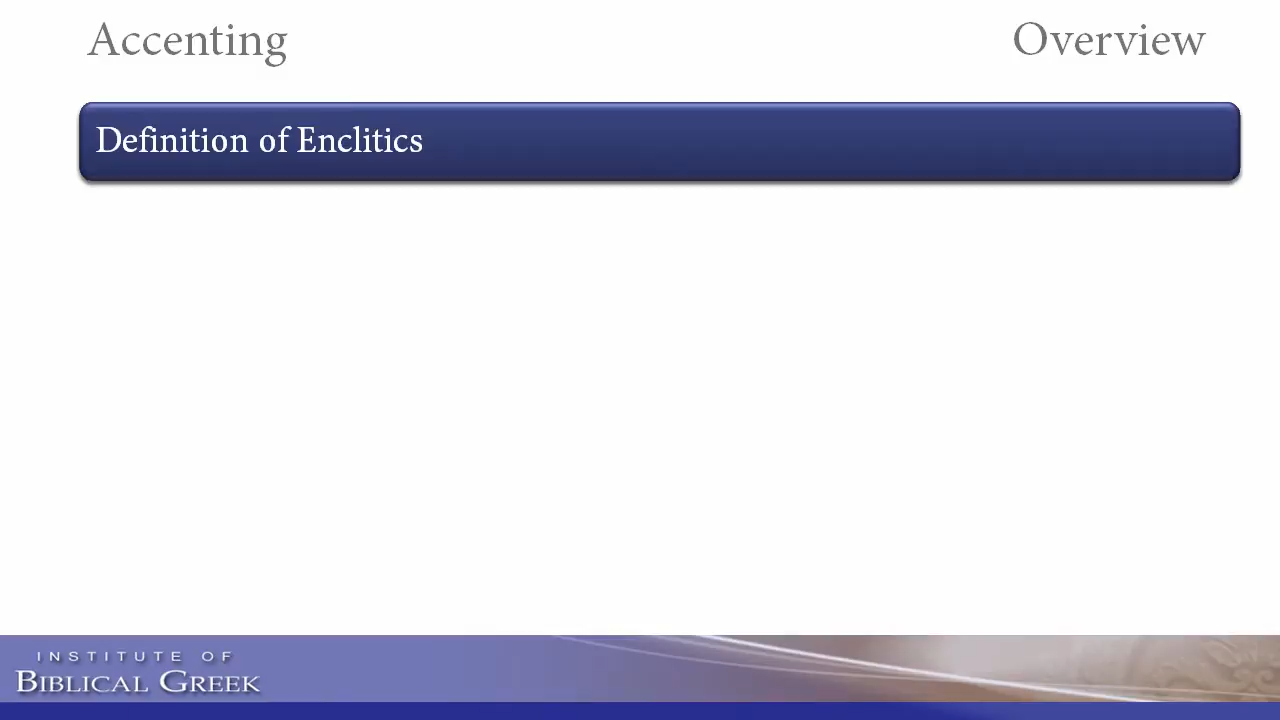 Accenting Overview
Definition of Enclitics
INSTITUTE OF
BIBLICAL GREEK